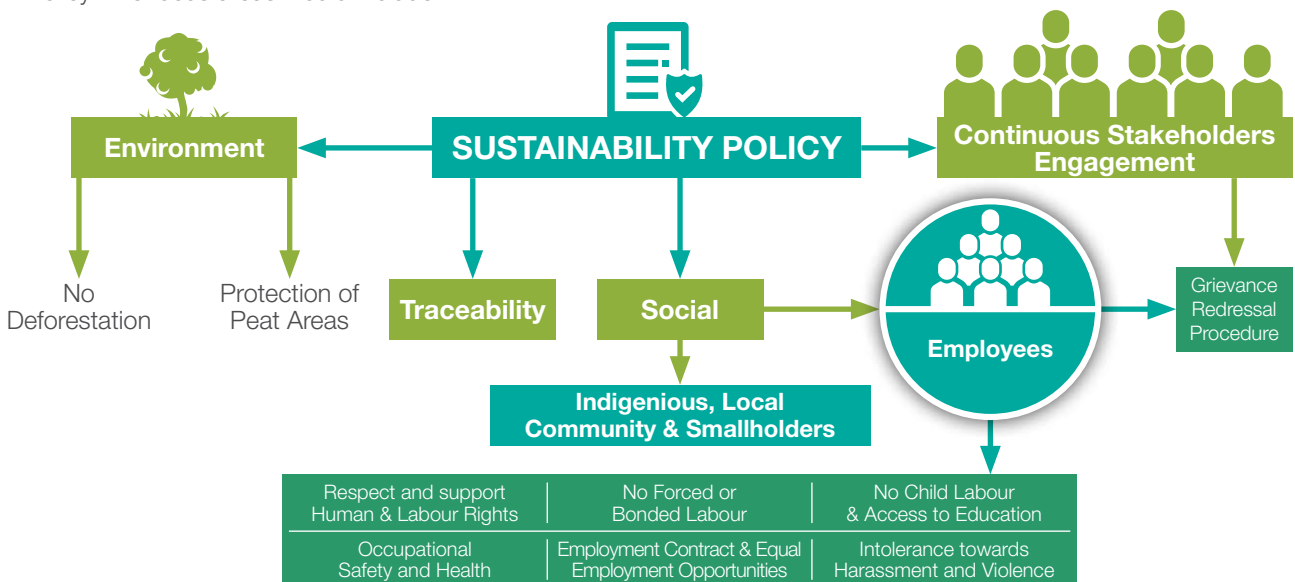 Environment
SUSTAINABILITY POLICY
Continuous Stakeholders
Engagement
No
Deforestation
Protection of
Peat Areas
Traceability
Social
Employees
Grievance
Redressal
Procedure
Indigenious, Local
Community & Smallholders
Respect and support
Human & Labour Rights
No Forced or
Bonded Labour
No Child Labour
& Access to Education
Occupational
Safety and Health
Employment Contract & Equal
Employment Opportunities
Intolerance towards
Harassment and Violence